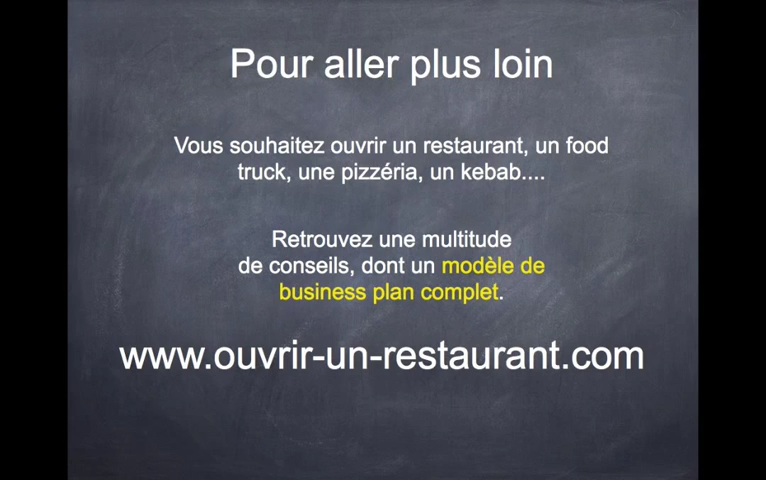 Pour aller plus loin
Vous souhaitez ouvrir un restaurant, un food
truck, une pizzéria, un kebab....
Retrouvez une multitude
de conseils, dont un modèle de
business plan complet.
www.ouvrir-un-restaurant.com